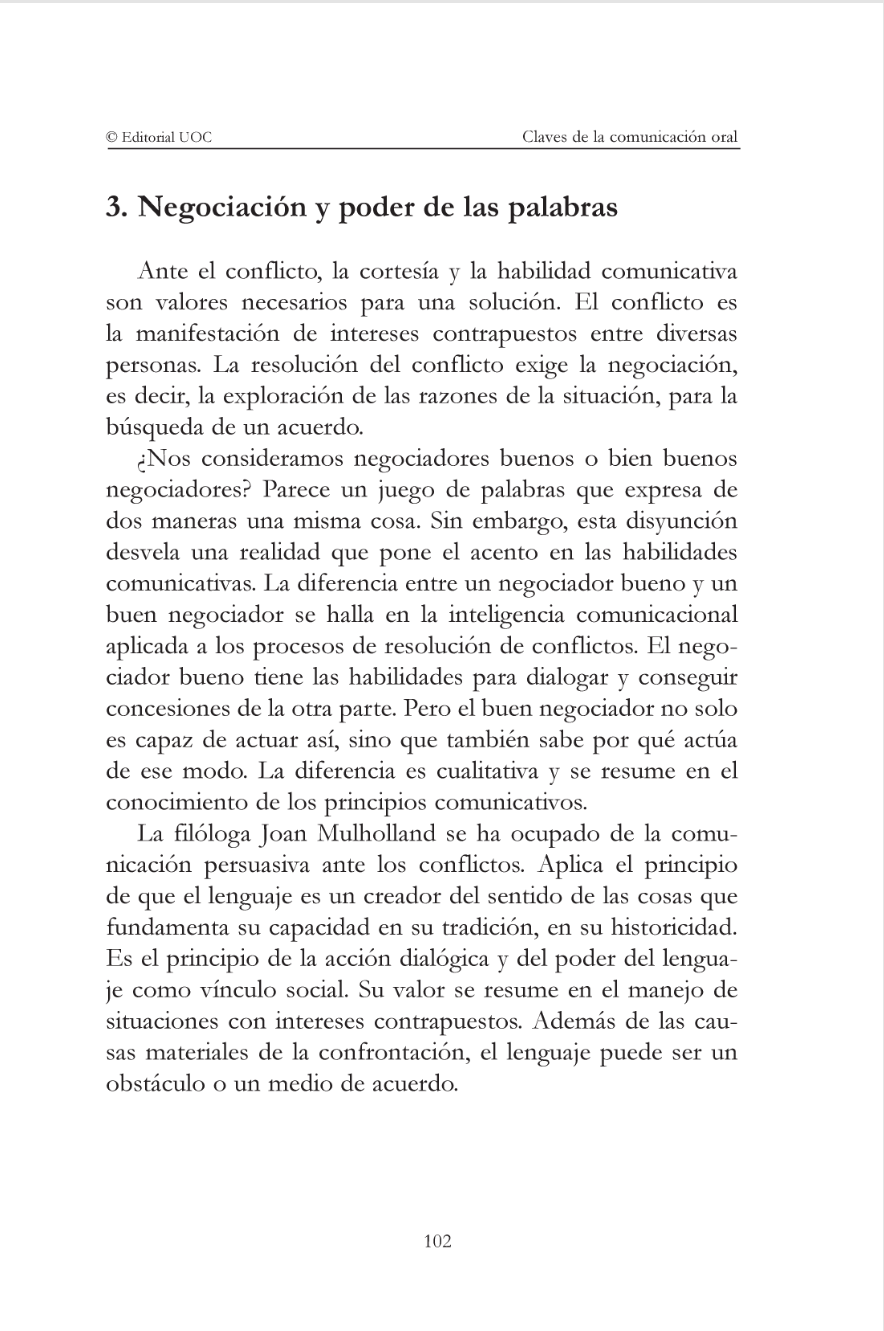 © Editorial UOC
Claves de la comunicación oral
3. Negociación y poder de las palabras
Ante el conflicto, la cortesía y la habilidad comunicativa
son valores necesarios para una solución. El conflicto es
la manifestación de intereses contrapuestos entre diversas
personas. La resolución del conflicto exige la negociación,
es decir, la exploración de las razones de la situación, para la
búsqueda de un acuerdo.
¿Nos consideramos negociadores buenos o bien buenos
negociadores? Parece un juego de palabras que expresa de
dos maneras una misma cosa. Sin embargo, esta disyunción
desvela una realidad que pone el acento en las habilidades
comunicativas. La diferencia entre un negociador bueno y un
buen negociador se halla en la inteligencia comunicacional
aplicada a los procesos de resolución de conflictos. El nego-
ciador bueno tiene las habilidades para dialogar y conseguir
concesiones de la otra parte. Pero el buen negociador no solo
es capaz de actuar así, sino que también sabe por qué actúa
de ese modo. La diferencia es cualitativa y se resume en el
conocimiento de los principios comunicativos.
La filóloga Joan Mulholland se ha ocupado de la comu-
nicación persuasiva ante los conflictos. Aplica el principio
de que el lenguaje es un creador del sentido de las cosas que
fundamenta su capacidad en su tradición, en su historicidad.
Es el principio de la acción dialógica y del poder del lengua-
je como vínculo social. Su valor se resume en el manejo de
situaciones con intereses contrapuestos. Además de las cau-
sas materiales de la confrontación, el lenguaje puede ser un
obstáculo o un medio de acuerdo.
102